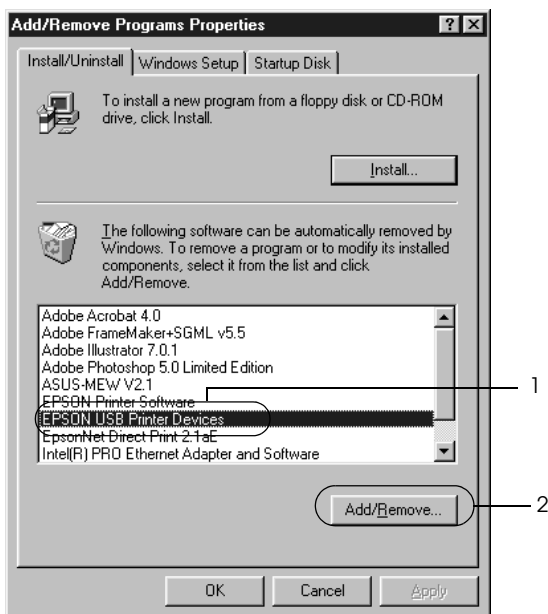 Add/Remove Programs Properties
Install/Uninstall
Windows Setup
Startup Disk
To install a new program from a floppy disk or CD-ROM
drive, click Install.
Install...
The following software can be automatically removed by
Windows. To remove a program or to modify its installed
components, select it from the list and click
Add/Remove.
Adobe Acrobat 4.0
Adobe FrameMaker+SGML v5.5
Adobe Illustrator 7.0.1
Adobe Photoshop 5.0 Limited Edition
ASUS-MEW V2.1
EPSON Printer Software
EPSON USB Printer Devices
EpsonNet Direct Print 2.1aE
Intel(R) PRO Ethernet Adapter and Software
1
Add/Remove...
2
OK
Cancel
Apply